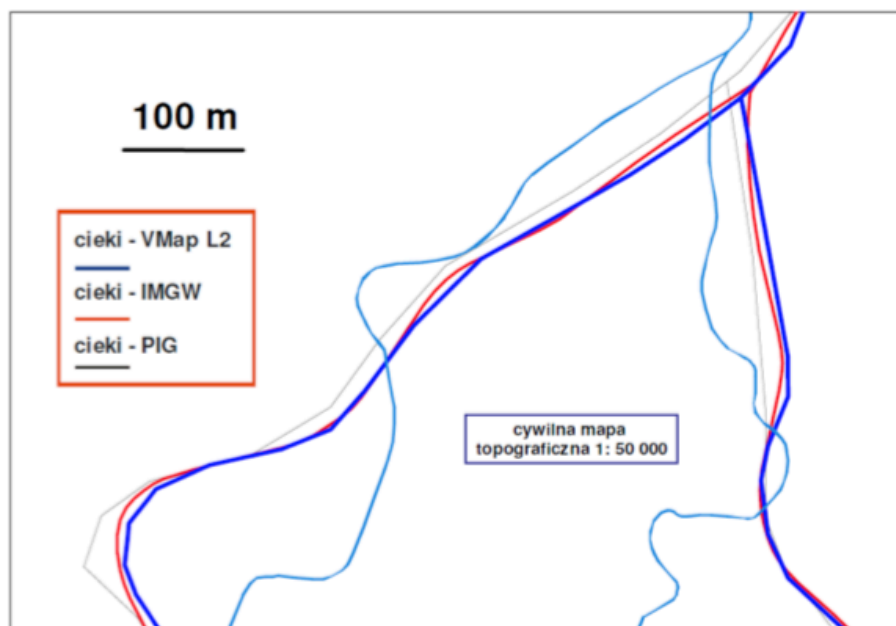 100 m
cieki - VMap L2
cieki - IMGW
cieki - PIG
cywilna mapa
topograficzna 1: 50 000